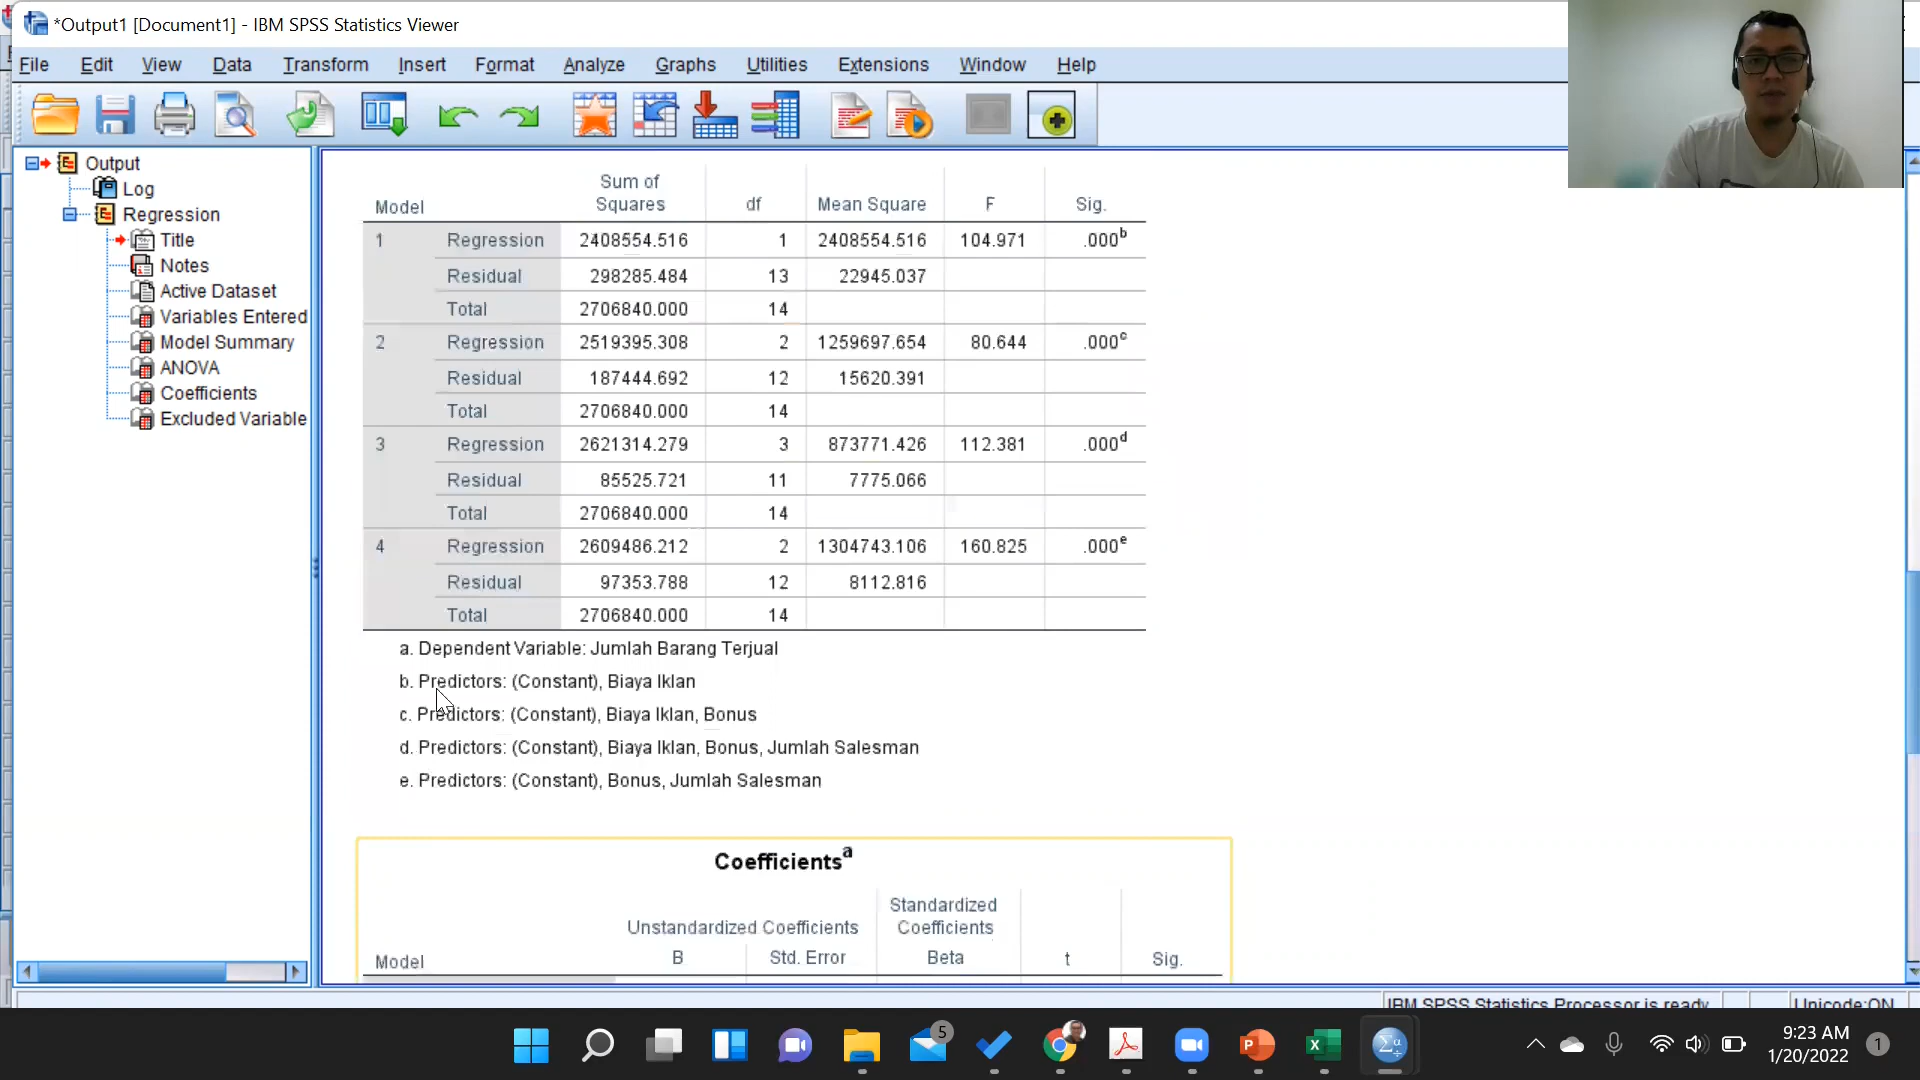 *Output1 [Document1] - IBM SPSS Statistics Viewer
File Edit View Data Transform Insert Format Analyze Graphs Utilities Extensions Window Help
Output
Log
Regression
Title
Notes
Active Dataset
Variables Entered
Model Summary
ANOVA
Coefficients
Excluded Variable
Model Sum of Squares df Mean Square F Sig.
1 Regression 2408554.516 1 2408554.516 104.971 .000b
Residual 298285.484 13 22945.037
Total 2706840.000 14
2 Regression 2519395.308 2 1259697.654 80.644 .000c
Residual 187444.692 12 15620.391
Total 2706840.000 14
3 Regression 2621314.279 3 873771.426 112.381 .000d
Residual 85525.721 11 7775.066
Total 2706840.000 14
4 Regression 2609486.212 2 1304743.106 160.825 .000e
Residual 97353.788 12 8112.816
Total 2706840.000 14
a. Dependent Variable: Jumlah Barang Terjual
b. Predictors: (Constant), Biaya Iklan
c. Predictors: (Constant), Biaya Iklan, Bonus
d. Predictors: (Constant), Biaya Iklan, Bonus, Jumlah Salesman
e. Predictors: (Constant), Bonus, Jumlah Salesman
Coefficientsa
Unstandardized Coefficients Standardized Coefficients
Model B Std. Error Beta t Sig.
IBM SPSS Statistics Processor is ready Unicode:ON
5
9:23 AM
1/20/2022
1